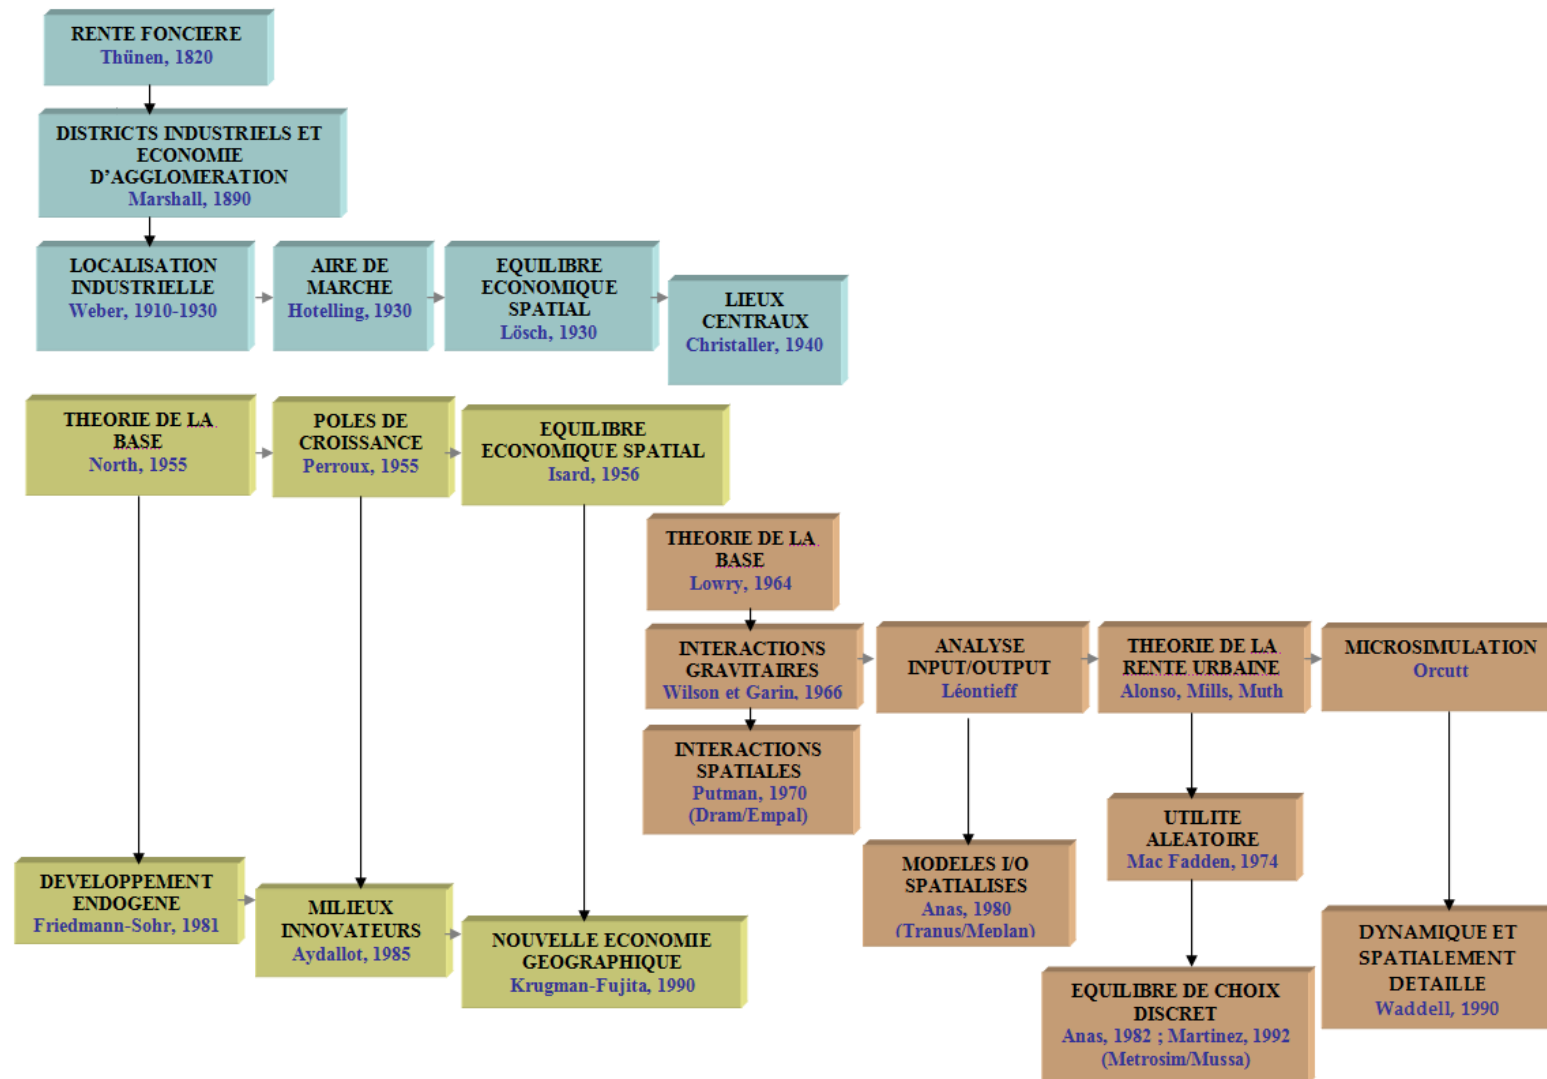 RENTE FONCIERE
Thünen, 1820
DISTRICTS INDUSTRIELS ET
ECONOMIE
D'AGGLOMERATION
Marshall, 1890
LOCALISATION
INDUSTRIELLE
Weber, 1910-1930
AIRE DE
MARCHE
Hotelling, 1930
EQUILIBRE
ECONOMIQUE
SPATIAL
Lösch, 1930
LIEUX
CENTRAUX
Christaller, 1940
THEORIE DE LA
BASE
North, 1955
POLES DE
CROISSANCE
Perroux, 1955
EQUILIBRE
ECONOMIQUE SPATIAL
Isard, 1956
THEORIE DE LA
BASE
Lowry, 1964
INTERACTIONS
GRAVITAIRES
Wilson et Garin, 1966
ANALYSE
INPUT/OUTPUT
Léontieff
THEORIE DE LA
RENTE URBAINE
Alonso, Mills, Muth
MICROSIMULATION
Orcutt
INTERACTIONS
SPATIALES
Putman, 1970
(Dram/Empal)
UTILITE
ALEATOIRE
Mac Fadden, 1974
MODELES I/O
SPATIALISES
Anas, 1980
(Tranus/Meplan)
DEVELOPPEMENT
ENDOGENE
Friedmann-Sohr, 1981
MILIEUX
INNOVATEURS
Aydallot, 1985
NOUVELLE ECONOMIE
GEOGRAPHIQUE
Krugman-Fujita, 1990
EQUILIBRE DE CHOIX
DISCRET
Anas, 1982 ; Martinez, 1992
(Metrosim/Mussa)
DYNAMIQUE ET
SPATIALEMENT
DETAILLE
Waddell, 1990